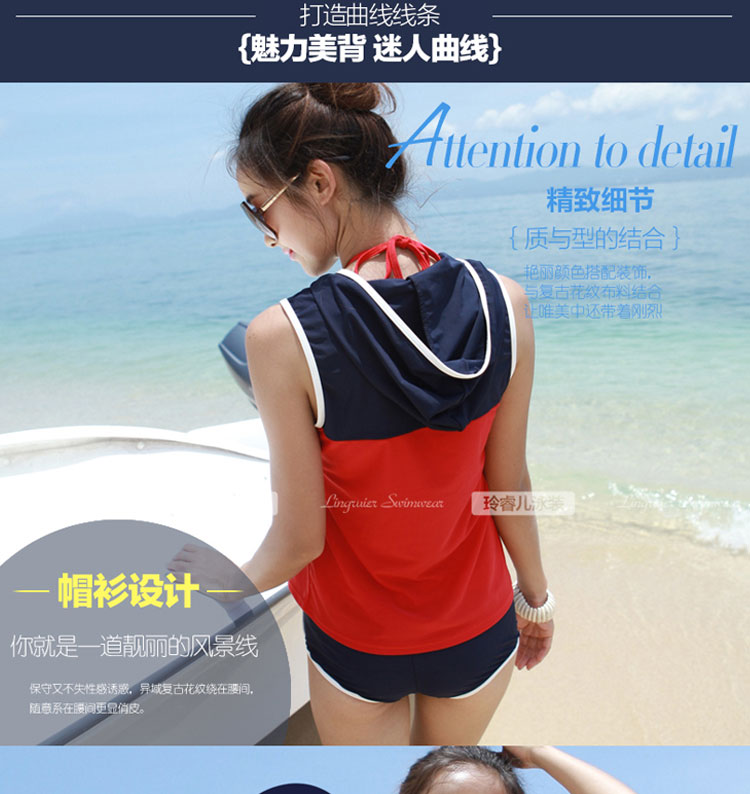 打造曲线线条
{魅力美背 迷人曲线}
Attention to detail
精致细节
{ 质与型的结合 }
艳丽颜色搭配装饰,
与复古花纹布料结合
让唯美中还带着刚烈
Lingruier Swimwear
玲睿儿泳装
帽衫设计
你就是一道靓丽的风景线
保守又不失性感诱惑，异域复古花纹绕在腰间,
随意系在腰间更显俏皮。